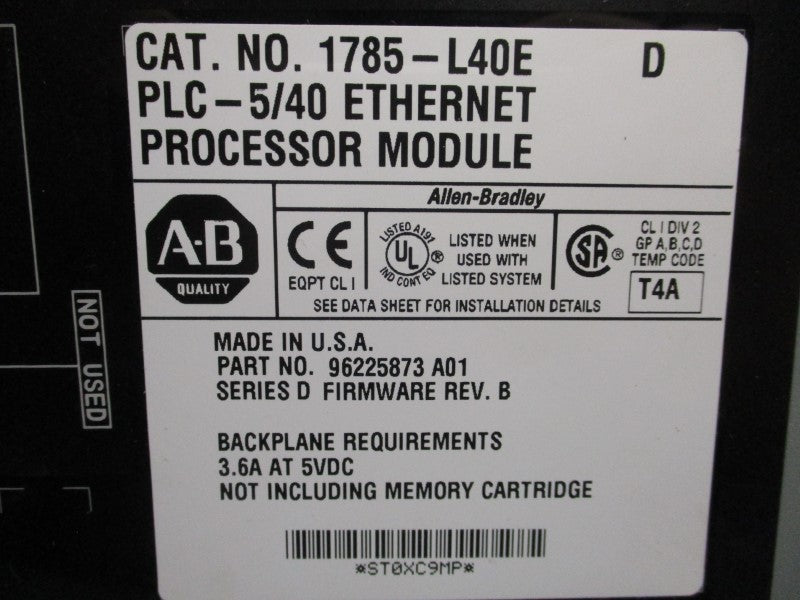 CAT. NO. 1785-L40E D
PLC-5/40 ETHERNET
PROCESSOR MODULE
Allen-Bradley
A-B
QUALITY
CE
EQPT CL I
LISTED A197
UL ®
IND CONT EQ
LISTED WHEN
USED WITH
LISTED SYSTEM
SA ®
CL I DIV 2
GP A,B,C,D
TEMP CODE
T4A
SEE DATA SHEET FOR INSTALLATION DETAILS
MADE IN U.S.A.
PART NO. 96225873 A01
SERIES D FIRMWARE REV. B
BACKPLANE REQUIREMENTS
3.6A AT 5VDC
NOT INCLUDING MEMORY CARTRIDGE
*ST0XC9MP*
NOT USED